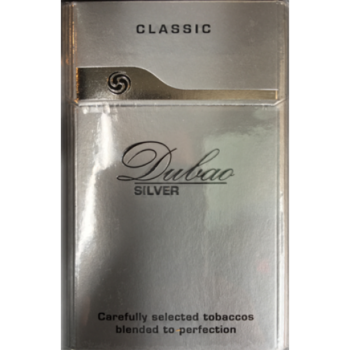 CLASSIC
Dubao
SILVER
Carefully selected tobaccos
blended to perfection